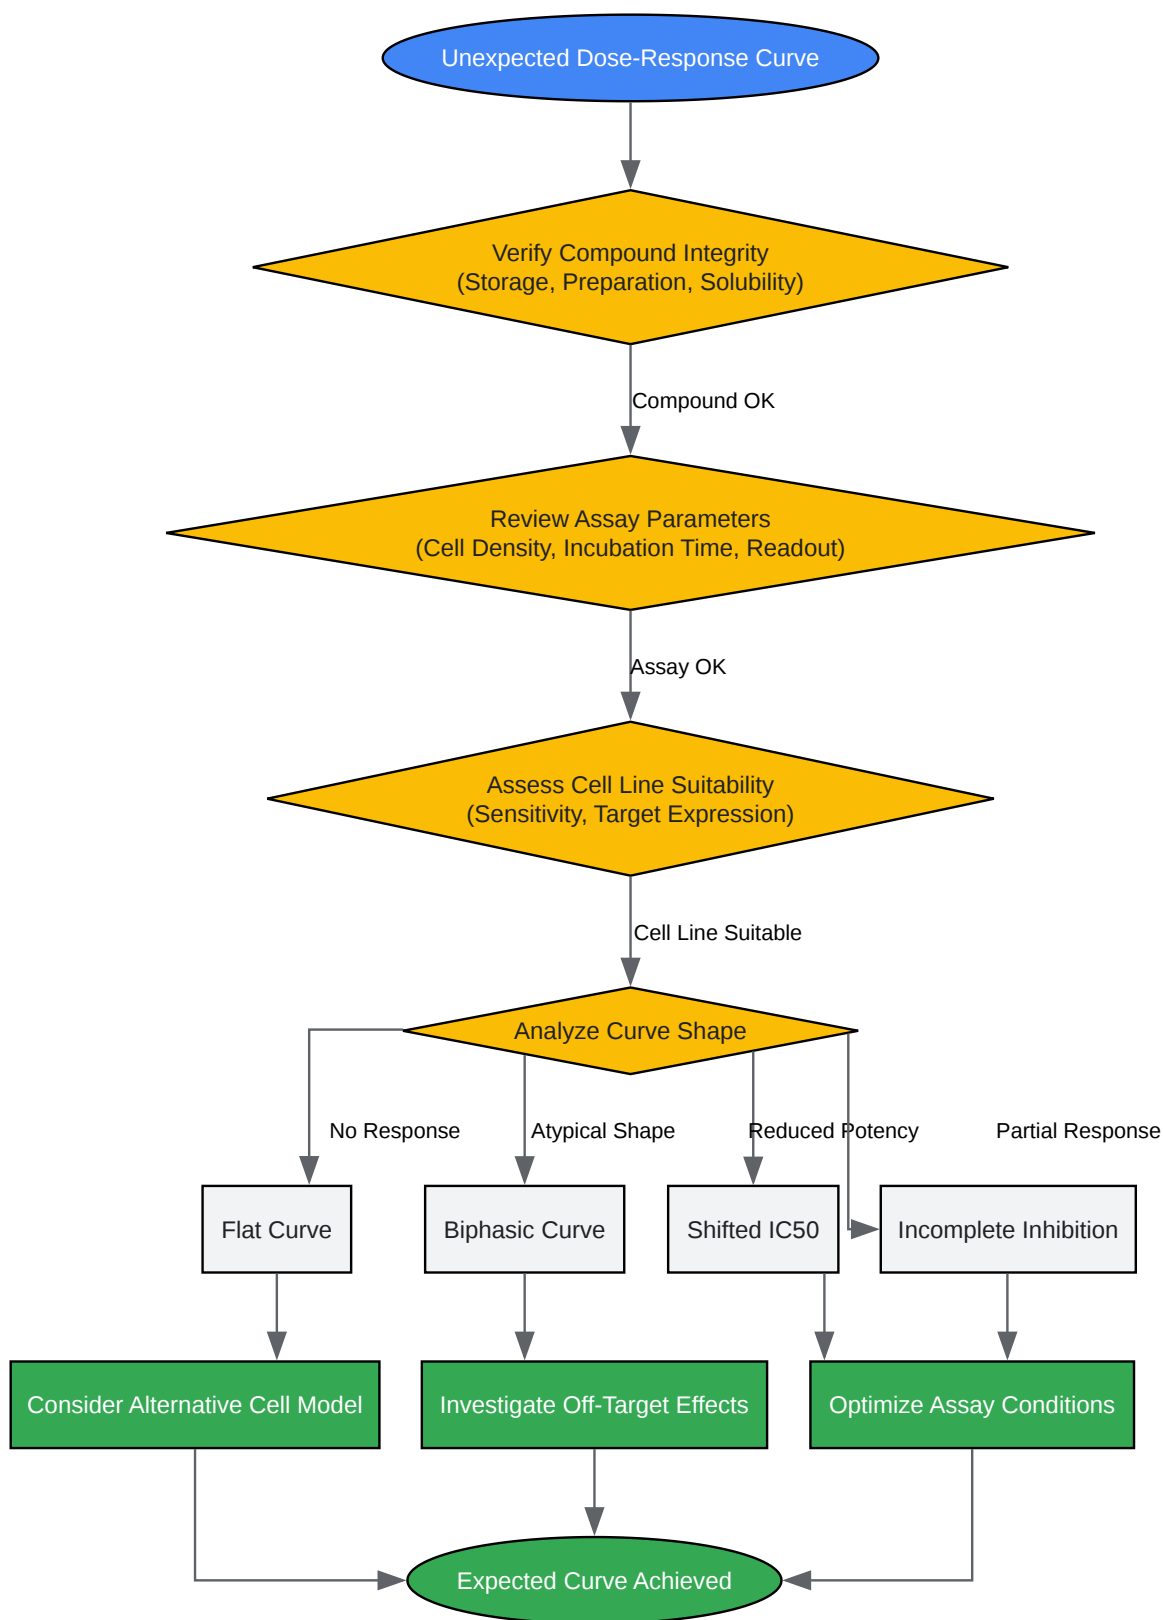 Unexpected Dose-Response Curve
Verify Compound Integrity
(Storage, Preparation, Solubility)
Compound OK
Review Assay Parameters
(Cell Density, Incubation Time, Readout)
Assay OK
Assess Cell Line Suitability
(Sensitivity, Target Expression)
Cell Line Suitable
Analyze Curve Shape
No Response
Atypical Shape
Reduced Potency
Partial Response
Flat Curve
Biphasic Curve
Shifted IC50
Incomplete Inhibition
Consider Alternative Cell Model
Investigate Off-Target Effects
Optimize Assay Conditions
Expected Curve Achieved